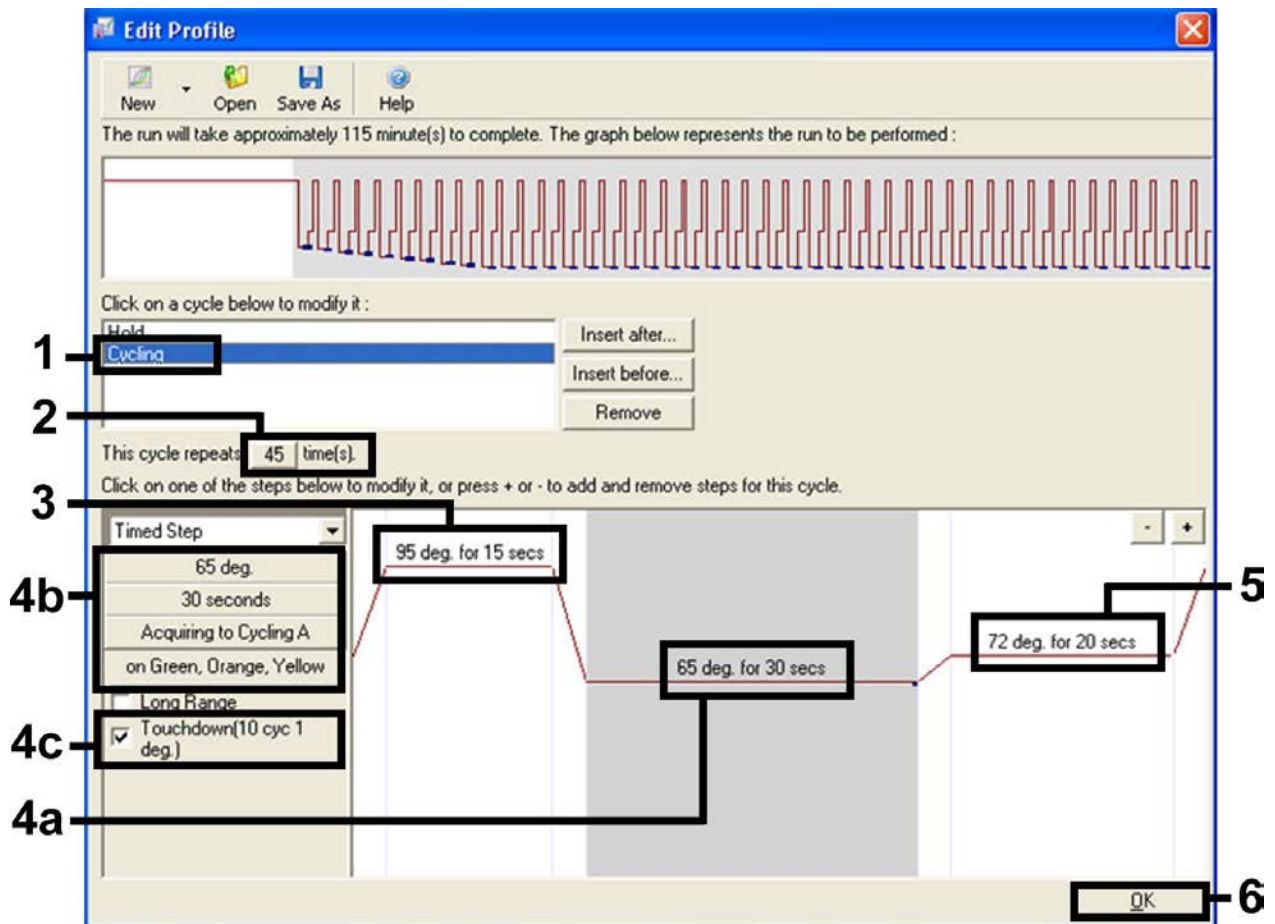 Edit Profile
New Open Save As Help
The run will take approximately 115 minute(s) to complete. The graph below represents the run to be performed :
Click on a cycle below to modify it :
Hold
1 Cycling
Insert after...
Insert before...
Remove
2
This cycle repeats 45 time(s).
Click on one of the steps below to modify it, or press + or - to add and remove steps for this cycle.
3
Timed Step
- +
95 deg. for 15 secs
4b
65 deg.
30 seconds
Acquiring to Cycling A
on Green, Orange, Yellow
65 deg. for 30 secs
72 deg. for 20 secs
5
Long Range
4c
Touchdown(10 cyc 1
deg.)
4a
OK
6